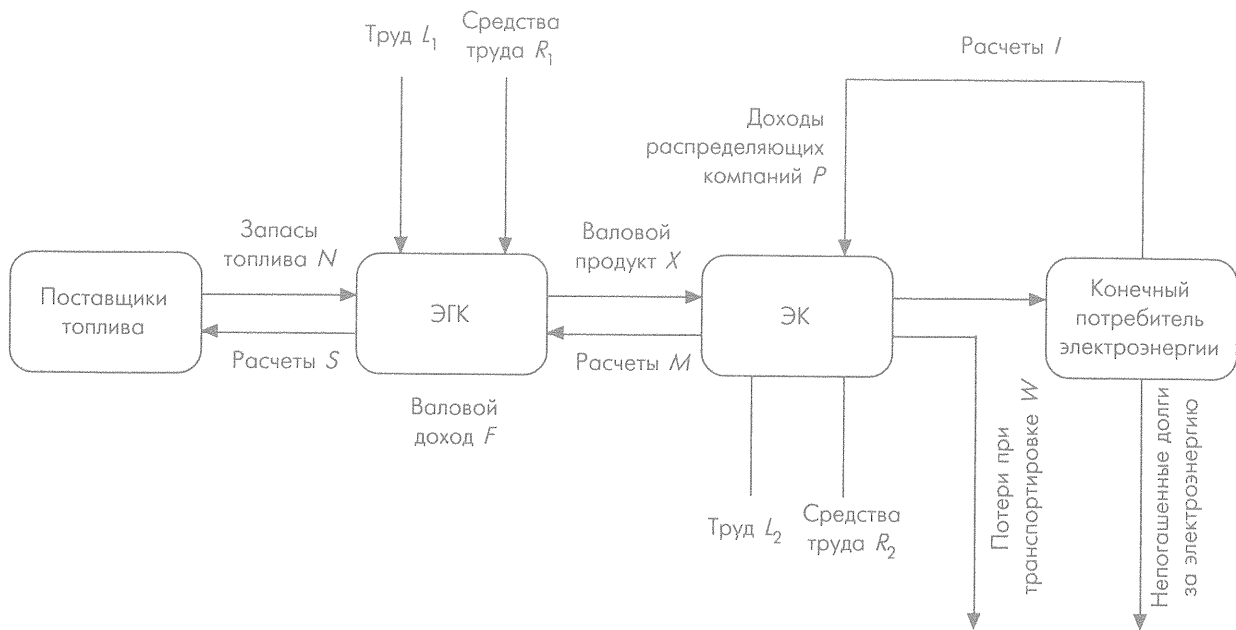 Труд L₁
Средства
труда R₁
Расчеты I
Доходы
распределяющих
компаний P
Запасы
топлива N
Валовой
продукт X
Поставщики
топлива
ЭГК
ЭК
Конечный
потребитель
электроэнергии
Расчеты S
Расчеты M
Валовой
доход F
Труд L₂
Средства
труда R₂
Потери при
транспортировке W
Непогашенные долги
за электроэнергию